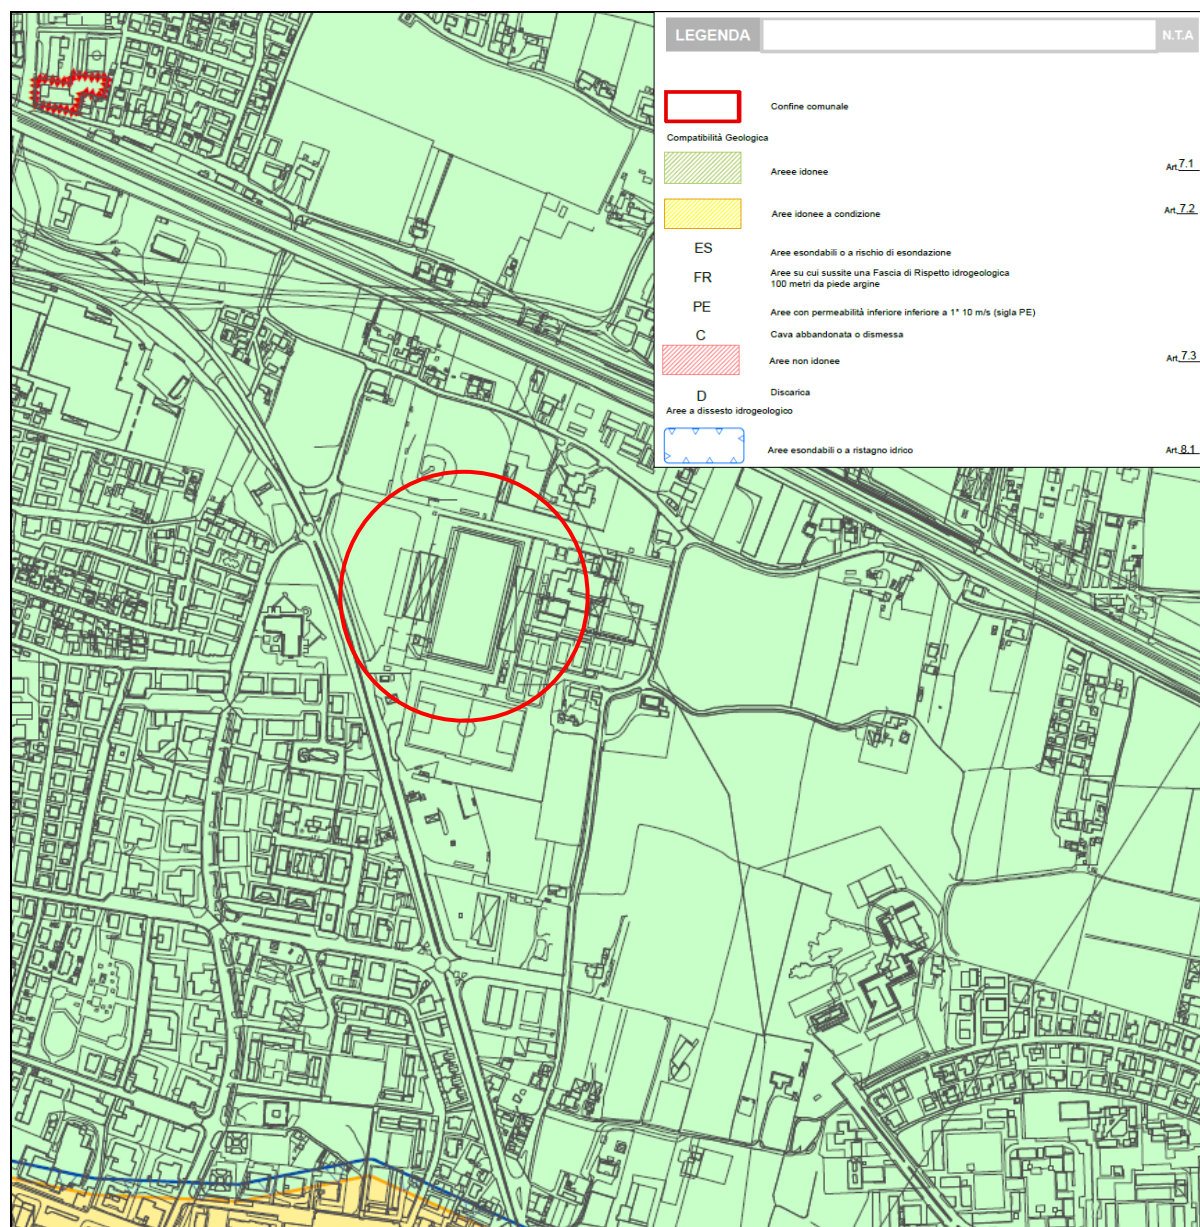 LEGENDA N.T.A
Confine comunale
Compatibilità Geologica
Areee idonee Art. 7.1
Aree idonee a condizione Art. 7.2
ES Aree esondabili o a rischio di esondazione
FR Aree su cui sussite una Fascia di Rispetto idrogeologica
100 metri da piede argine
PE Aree con permeabilità inferiore inferiore a 1* 10 m/s (sigla PE)
C Cava abbandonata o dismessa
Aree non idonee Art. 7.3
D Discarica
Aree a dissesto idrogeologico
Aree esondabili o a ristagno idrico Art. 8.1